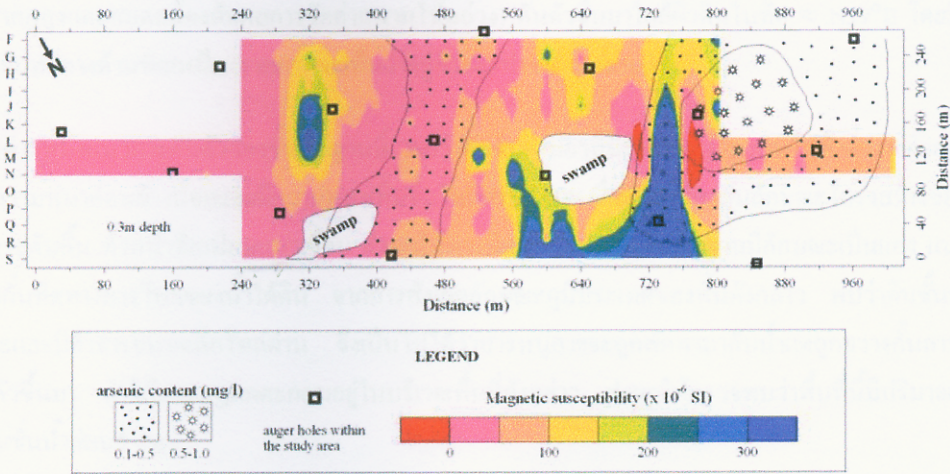 0 80 160 240 320 400 480 560 640 720 800 880 960
F
G
H
I
J
K
L
M
N
O
P
Q
R
S
240
200
160
120
80
40
0
Distance (m)
N
swamp
swamp
0.3m depth
0 80 160 240 320 400 480 560 640 720 800 880 960
Distance (m)
LEGEND
arsenic content (mg/l)
0.1-0.5 0.5-1.0
auger holes within
the study area
Magnetic susceptibility (x 10⁻⁶ SI)
0 100 200 300